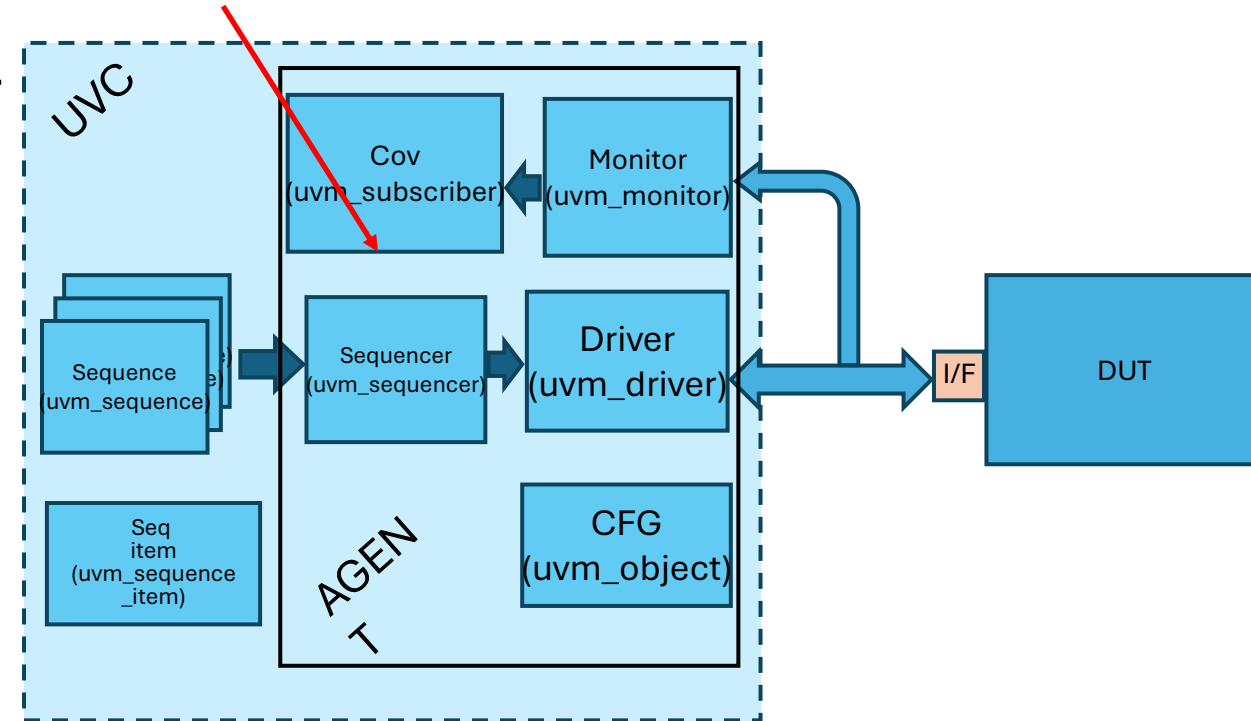 UVC
Cov
(uvm_subscriber)
Monitor
(uvm_monitor)
Sequence
(uvm_sequence)
e)
e)
Sequencer
(uvm_sequencer)
Driver
(uvm_driver)
I/F
DUT
Seq
item
(uvm_sequence
_item)
AGEN
T
CFG
(uvm_object)